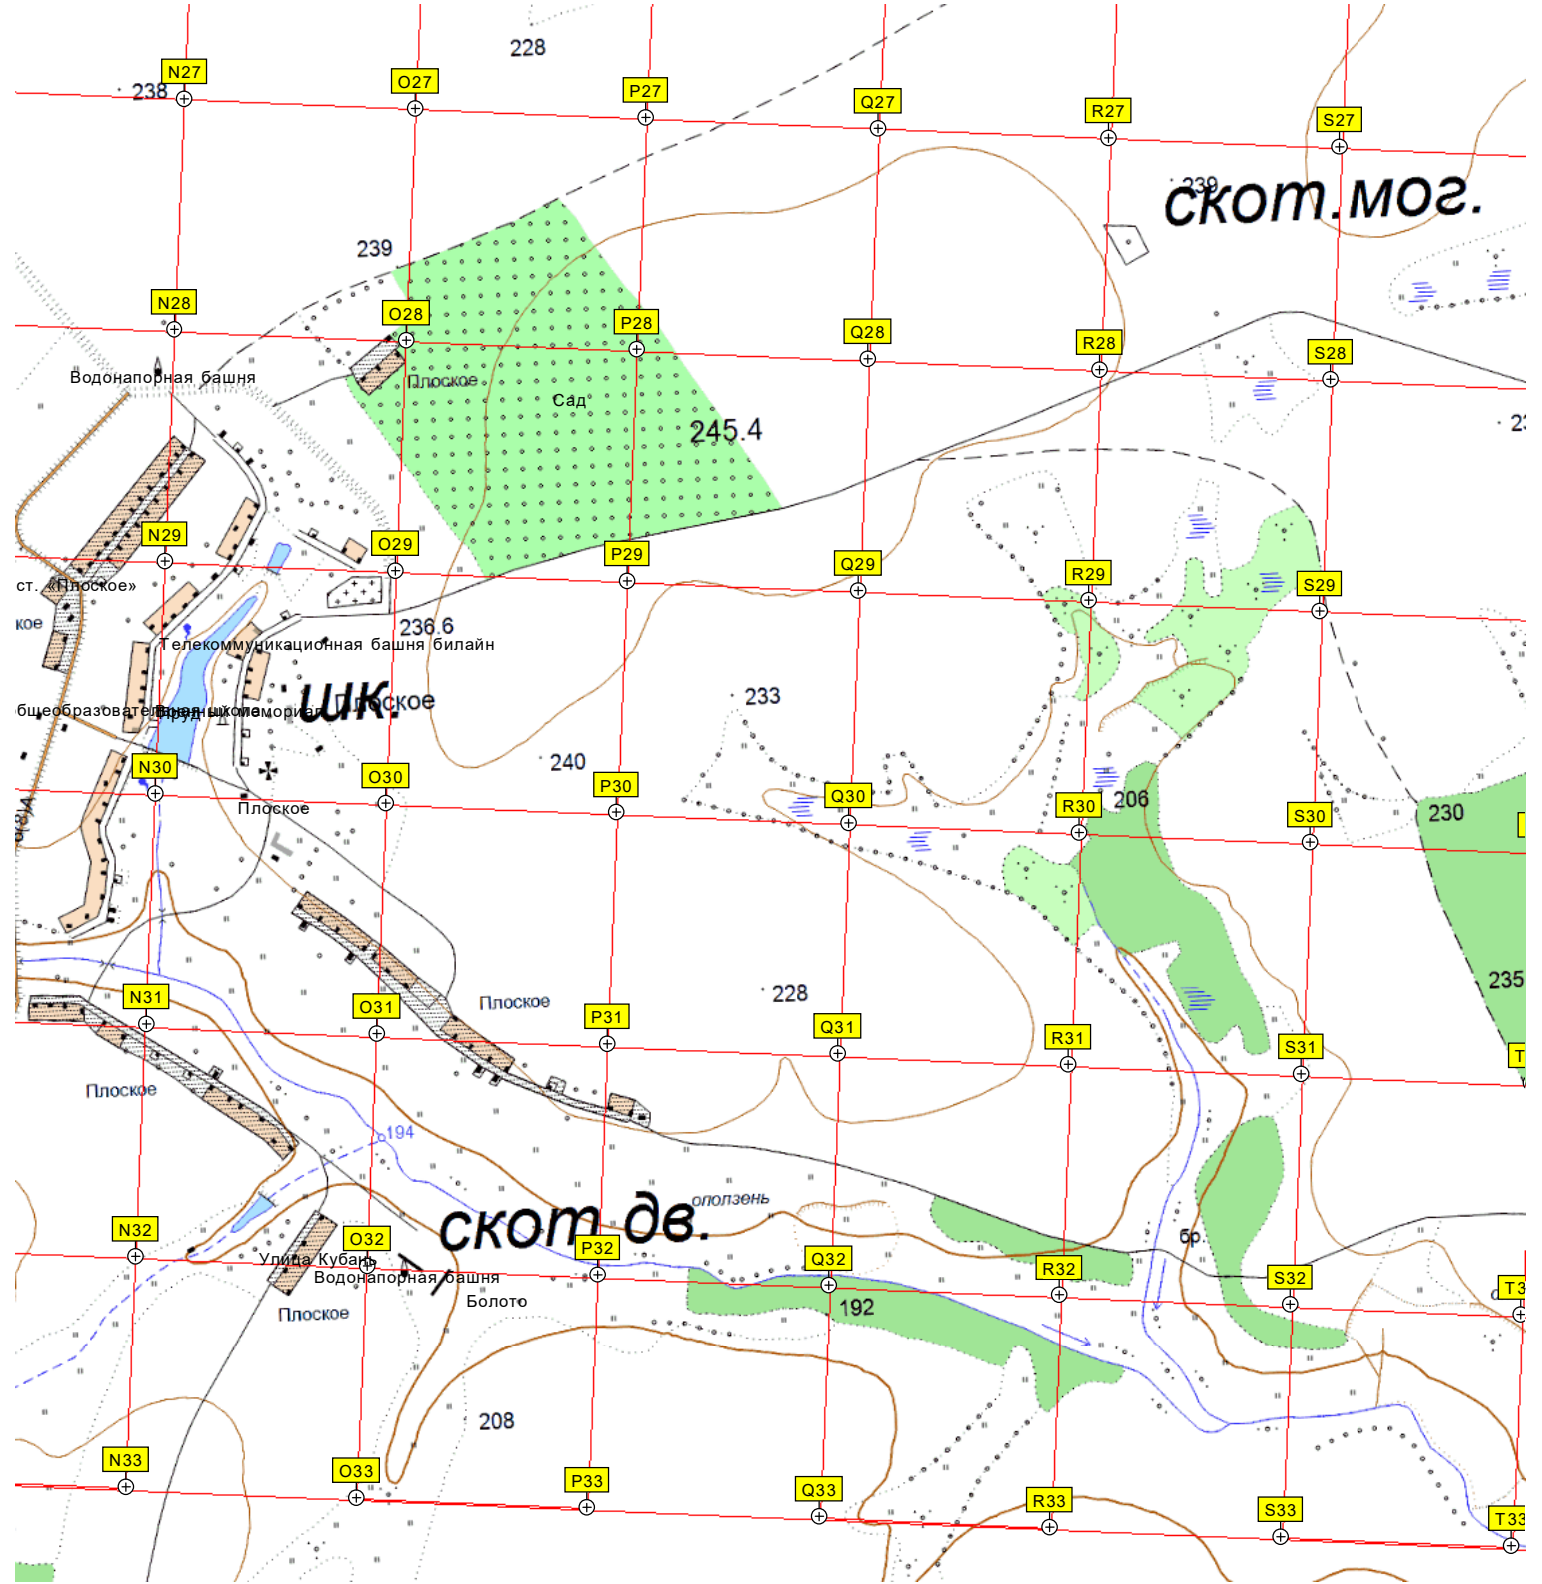 228
N27
O27
P27
Q27
R27
S27
238
239
скот.мог.
239
N28
O28
P28
Q28
R28
S28
Водонапорная башня
Плоское
Сад
245.4
N29
O29
P29
Q29
R29
S29
ст. «Плоское»
кое
236.6
Телекоммуникационная башня билайн
шк.
Плоское
233
240
N30
O30
P30
Q30
R30
206
S30
230
Плоское
235
N31
O31
Плоское
P31
228
Q31
R31
S31
T
Плоское
194
оползень
скот.дв.
N32
O32
P32
Q32
R32
бр.
S32
T3
Улица Кубань
Водонапорная башня
Болото
192
Плоское
208
N33
O33
P33
Q33
R33
S33
T33